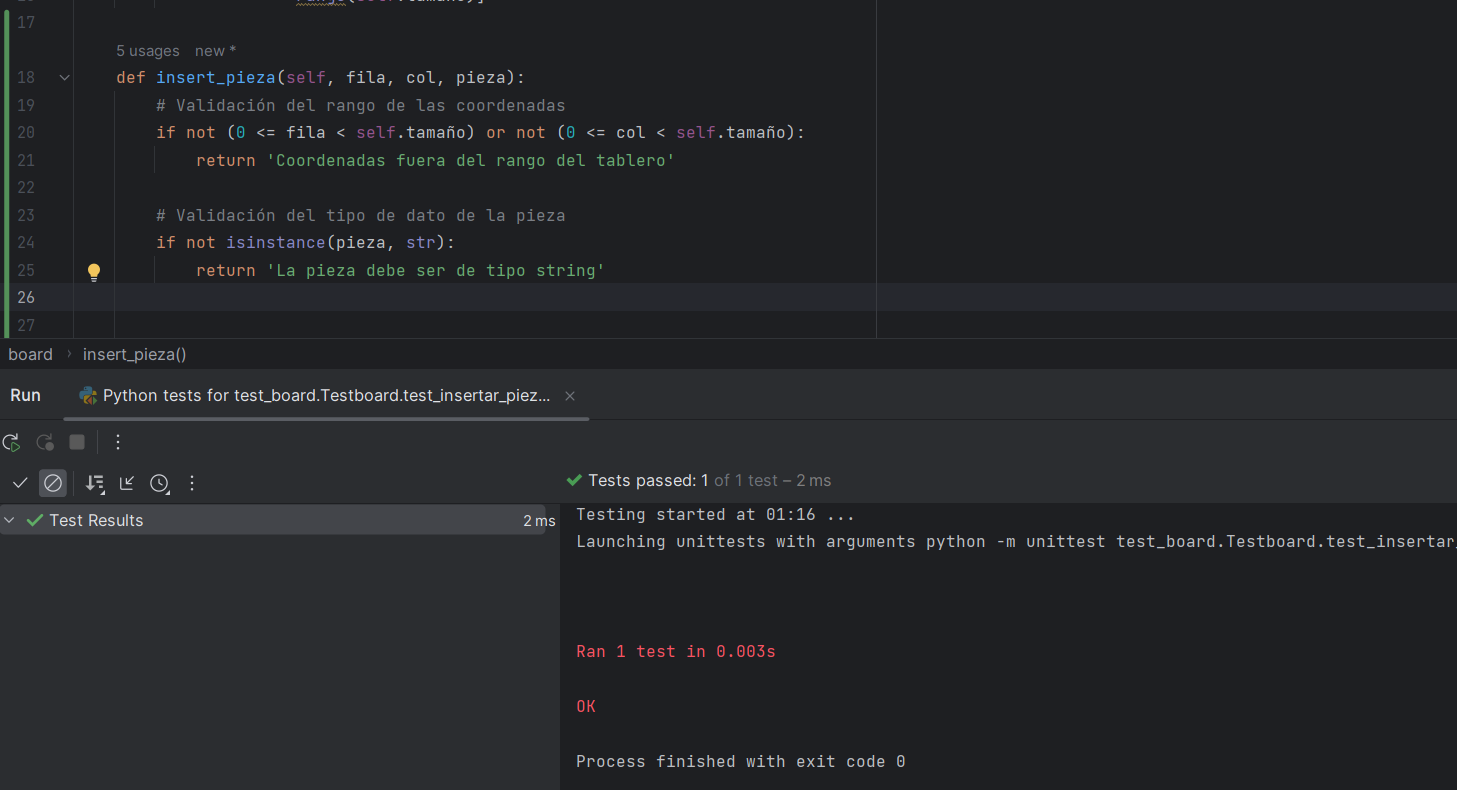 17
5 usages new *
18 def insert_pieza(self, fila, col, pieza):
19 # Validación del rango de las coordenadas
20 if not (0 <= fila < self.tamaño) or not (0 <= col < self.tamaño):
21 return 'Coordenadas fuera del rango del tablero'
22
23 # Validación del tipo de dato de la pieza
24 if not isinstance(pieza, str):
25 return 'La pieza debe ser de tipo string'
26
27
board › insert_pieza()
Run Python tests for test_board.Testboard.test_insertar_piez... ×
Tests passed: 1 of 1 test – 2 ms
Test Results 2 ms
Testing started at 01:16 ...
Launching unittests with arguments python -m unittest test_board.Testboard.test_insertar_
Ran 1 test in 0.003s
OK
Process finished with exit code 0